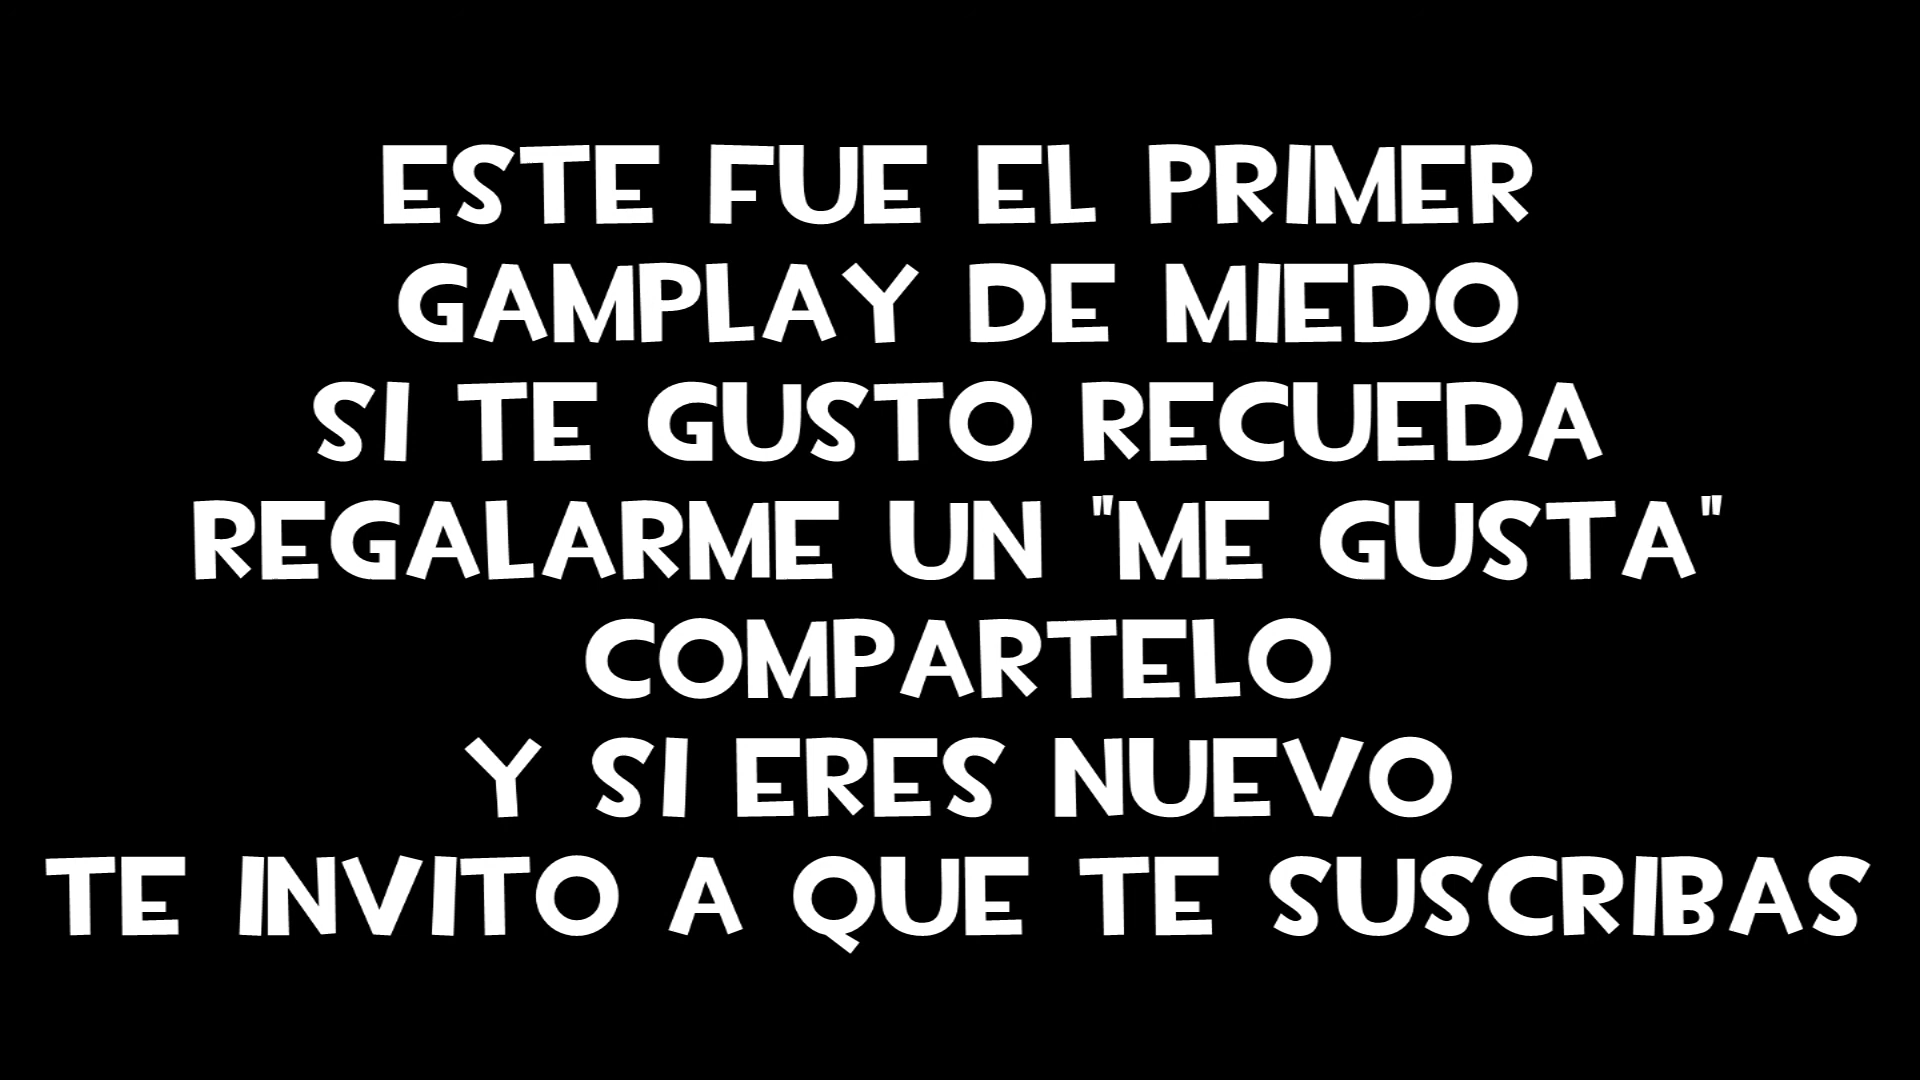 ESTE FUE EL PRIMER
GAMPLAY DE MIEDO
SI TE GUSTO RECUEDA
REGALARME UN "ME GUSTA"
COMPARTELO
Y SI ERES NUEVO
TE INVITO A QUE TE SUSCRIBAS